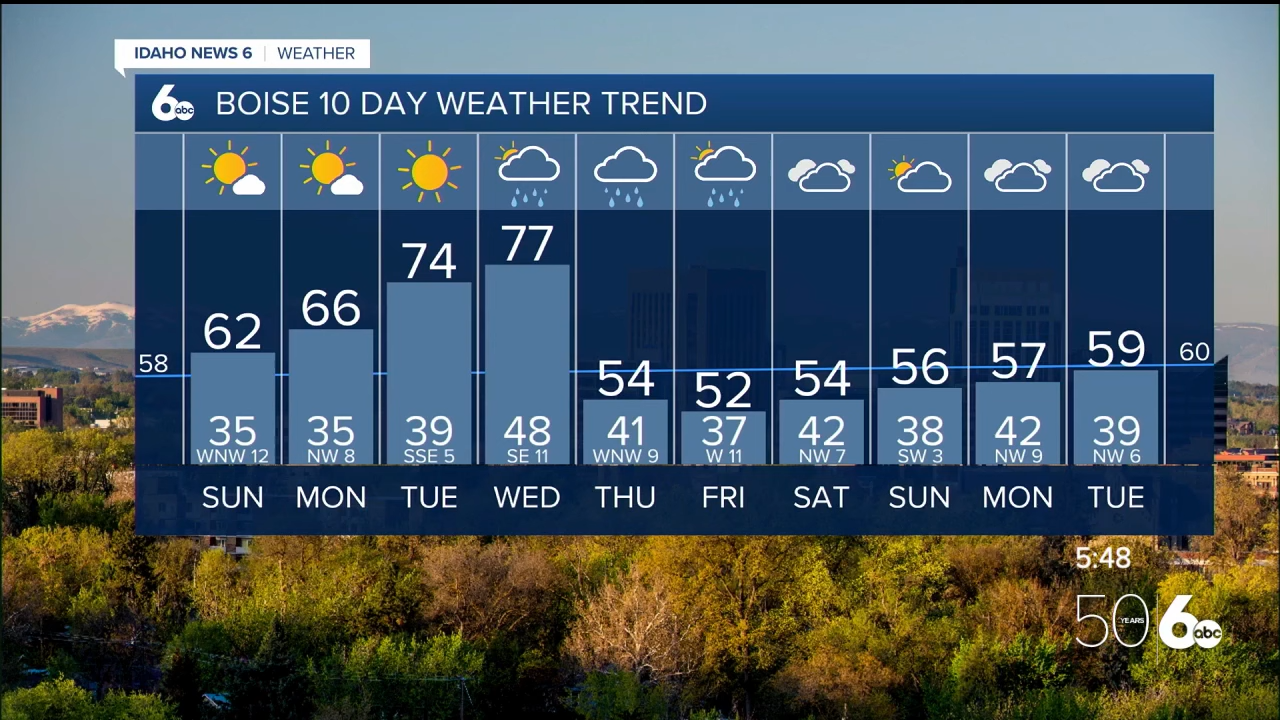 IDAHO NEWS 6 | WEATHER
6abc BOISE 10 DAY WEATHER TREND
62 66 74 77 54 52 54 56 57 59
58 60
35 35 39 48 41 37 42 38 42 39
WNW 12 NW 8 SSE 5 SE 11 WNW 9 W 11 NW 7 SW 3 NW 9 NW 6
SUN MON TUE WED THU FRI SAT SUN MON TUE
5:48
50 YEARS 6abc